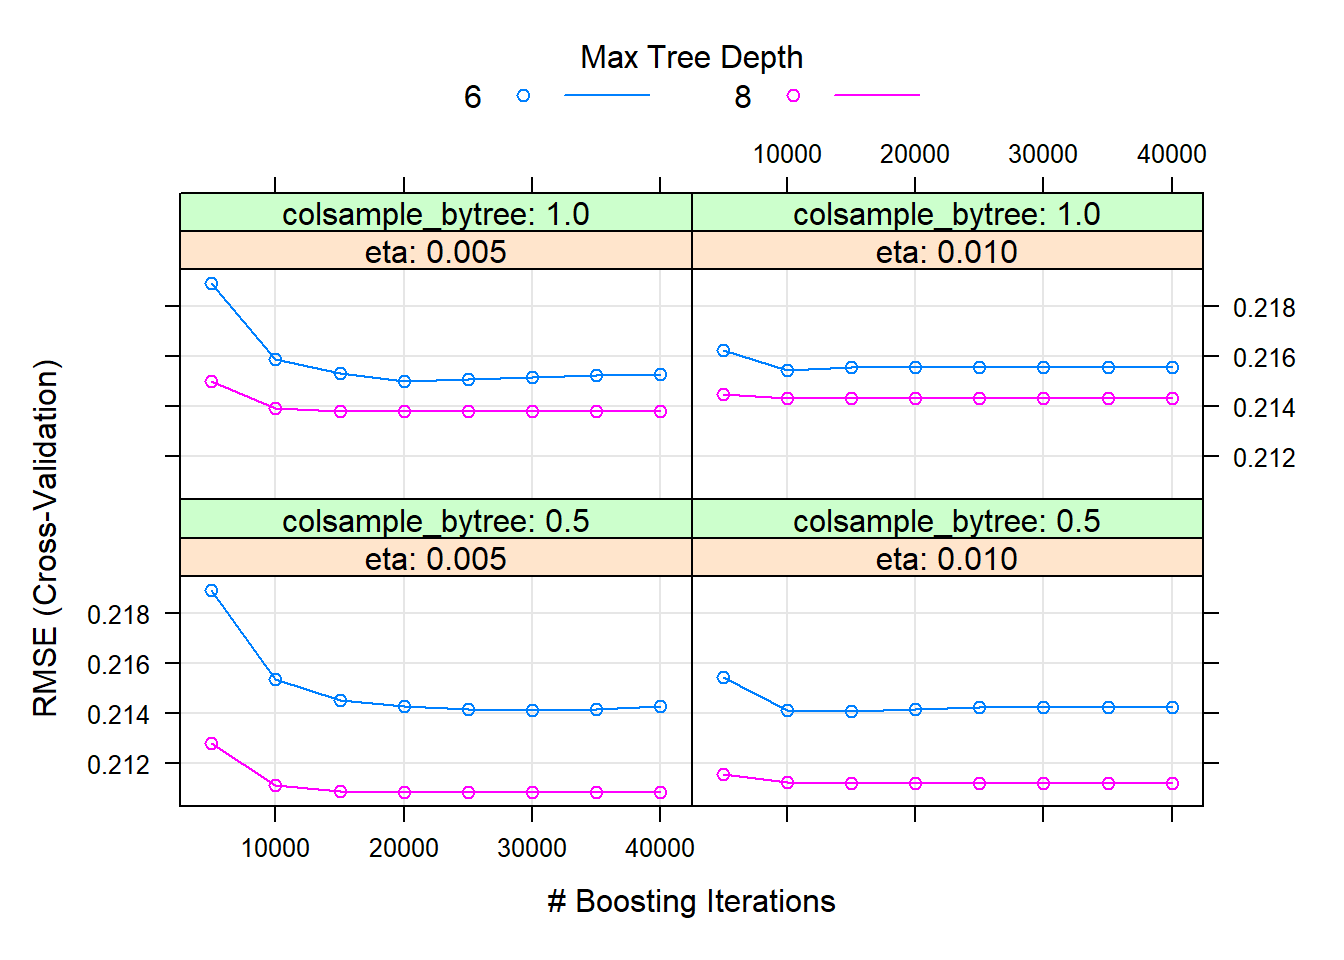 Max Tree Depth
6 8
10000 20000 30000 40000
colsample_bytree: 1.0 colsample_bytree: 1.0
eta: 0.005 eta: 0.010
0.218
0.216
0.214
0.212
RMSE (Cross-Validation)
colsample_bytree: 0.5 colsample_bytree: 0.5
eta: 0.005 eta: 0.010
0.218
0.216
0.214
0.212
10000 20000 30000 40000
# Boosting Iterations